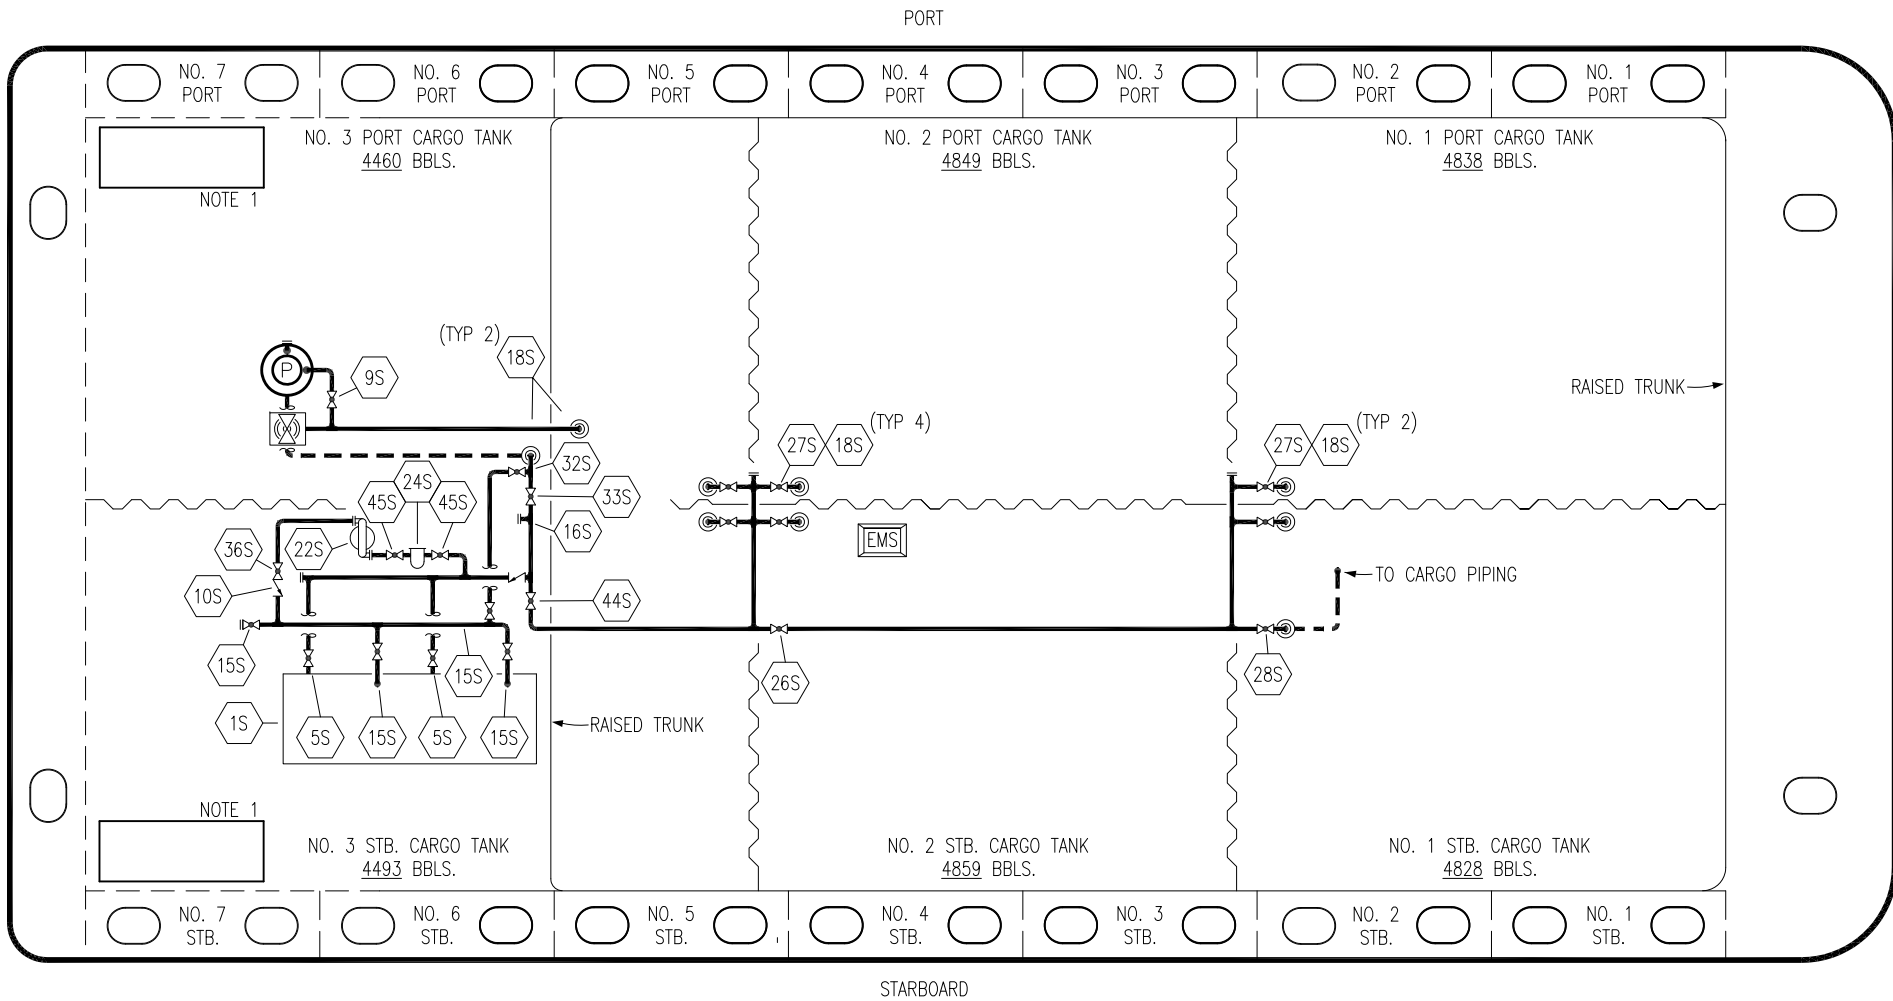 PORT
NO. 7
PORT
NO. 6
PORT
NO. 5
PORT
NO. 4
PORT
NO. 3
PORT
NO. 2
PORT
NO. 1
PORT
NO. 3 PORT CARGO TANK
4460 BBLS.
NO. 2 PORT CARGO TANK
4849 BBLS.
NO. 1 PORT CARGO TANK
4838 BBLS.
NOTE 1
(TYP 2)
18S
P
9S
RAISED TRUNK
(TYP 4)
27S
18S
(TYP 2)
27S
18S
32S
24S
45S
45S
33S
16S
36S
22S
EMS
10S
44S
TO CARGO PIPING
15S
15S
26S
28S
1S
5S
15S
5S
15S
RAISED TRUNK
NOTE 1
NO. 3 STB. CARGO TANK
4493 BBLS.
NO. 2 STB. CARGO TANK
4859 BBLS.
NO. 1 STB. CARGO TANK
4828 BBLS.
NO. 7
STB.
NO. 6
STB.
NO. 5
STB.
NO. 4
STB.
NO. 3
STB.
NO. 2
STB.
NO. 1
STB.
STARBOARD